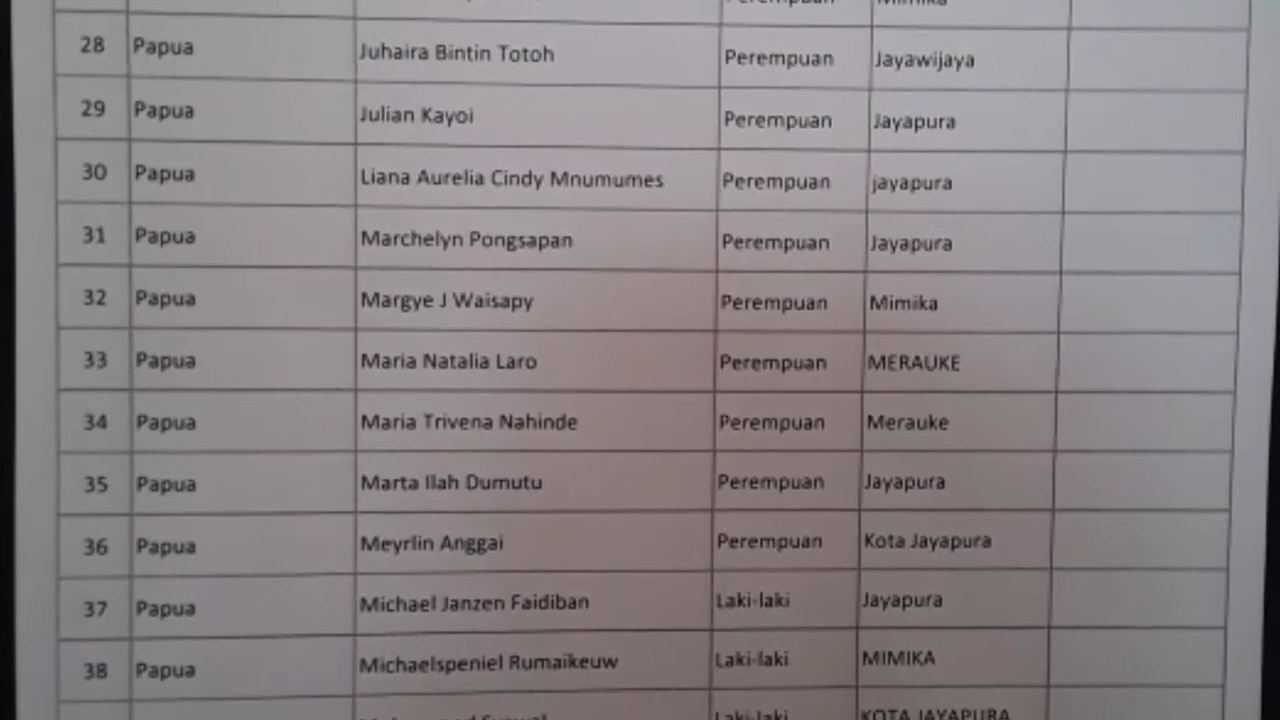 Perempuan Mimika
28 Papua Juhaira Bintin Totoh Perempuan Jayawijaya
29 Papua Julian Kayoi Perempuan Jayapura
30 Papua Liana Aurelia Cindy Mnumumes Perempuan jayapura
31 Papua Marchelyn Pongsapan Perempuan Jayapura
32 Papua Margye J Waisapy Perempuan Mimika
33 Papua Maria Natalia Laro Perempuan MERAUKE
34 Papua Maria Trivena Nahinde Perempuan Merauke
35 Papua Marta Ilah Dumutu Perempuan Jayapura
36 Papua Meyrlin Anggai Perempuan Kota Jayapura
37 Papua Michael Janzen Faidiban Laki-laki Jayapura
38 Papua Michaelspeniel Rumaikeuw Laki-laki MIMIKA
Laki-laki KOTA JAYAPURA